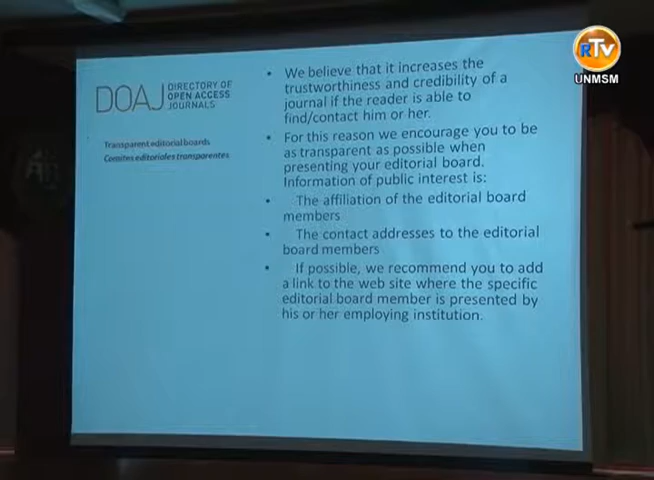 RTv
UNMSM
DOAJ
DIRECTORY OF
OPEN ACCESS
JOURNALS
Transparent editorial boards
Comites editoriales transparentes
• We believe that it increases the
trustworthiness and credibility of a
journal if the reader is able to
find/contact him or her.
• For this reason we encourage you to be
as transparent as possible when
presenting your editorial board.
Information of public interest is:
• The affiliation of the editorial board
members
• The contact addresses to the editorial
board members
• If possible, we recommend you to add
a link to the web site where the specific
editorial board member is presented by
his or her employing institution.